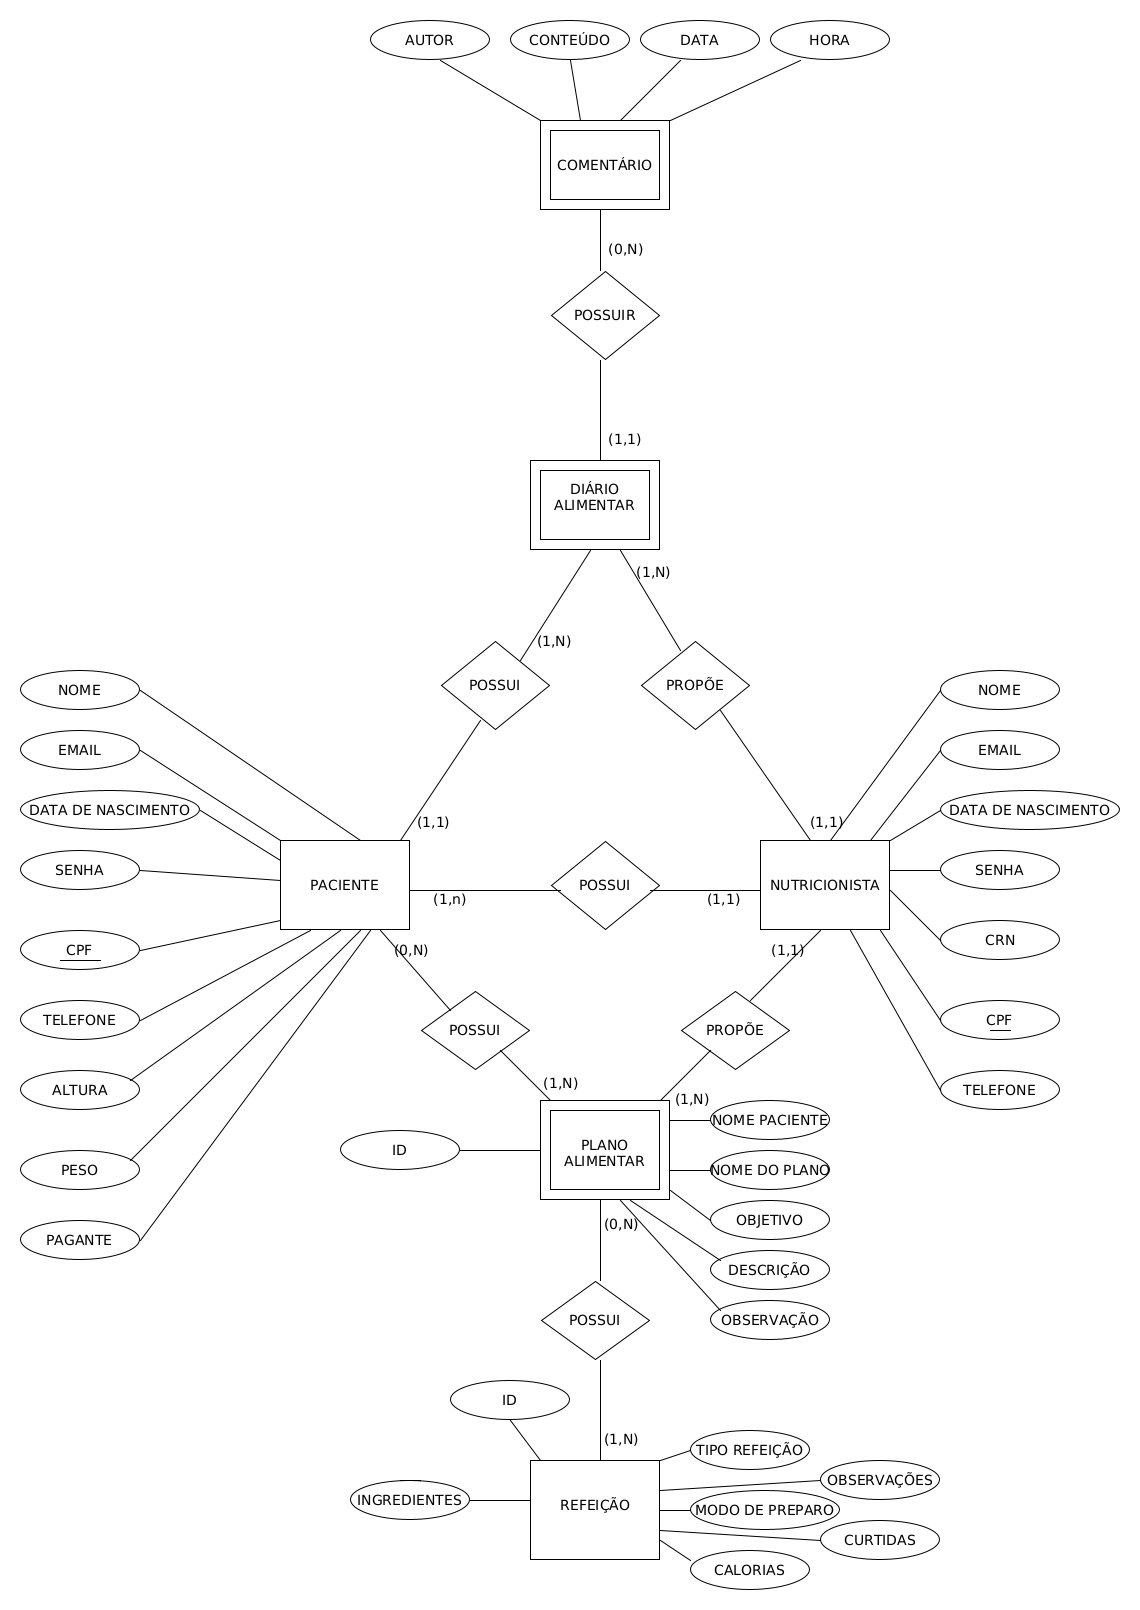 AUTOR
CONTEÚDO
DATA
HORA
COMENTÁRIO
(0,N)
POSSUIR
(1,1)
DIÁRIO
ALIMENTAR
(1,N)
(1,N)
POSSUI
PROPÕE
NOME
NOME
EMAIL
EMAIL
DATA DE NASCIMENTO
DATA DE NASCIMENTO
(1,1)
(1,1)
SENHA
SENHA
PACIENTE
POSSUI
NUTRICIONISTA
(1,n)
(1,1)
CPF
(0,N)
(1,1)
CRN
TELEFONE
POSSUI
PROPÕE
CPF
ALTURA
(1,N)
(1,N)
TELEFONE
NOME PACIENTE
ID
PLANO
ALIMENTAR
PESO
NOME DO PLANO
OBJETIVO
PAGANTE
(0,N)
DESCRIÇÃO
POSSUI
OBSERVAÇÃO
ID
(1,N)
TIPO REFEIÇÃO
OBSERVAÇÕES
INGREDIENTES
REFEIÇÃO
MODO DE PREPARO
CURTIDAS
CALORIAS